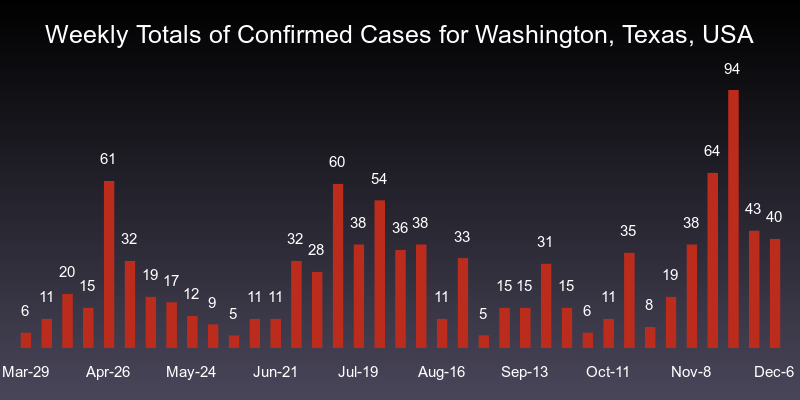 Weekly Totals of Confirmed Cases for Washington, Texas, USA
6 11 20 15 61 32 19 17 12 9 5 11 11 32 28 60 38 54 36 38 11 33 5 15 15 31 15 6 11 35 8 19 38 64 94 43 40
Mar-29 Apr-26 May-24 Jun-21 Jul-19 Aug-16 Sep-13 Oct-11 Nov-8 Dec-6